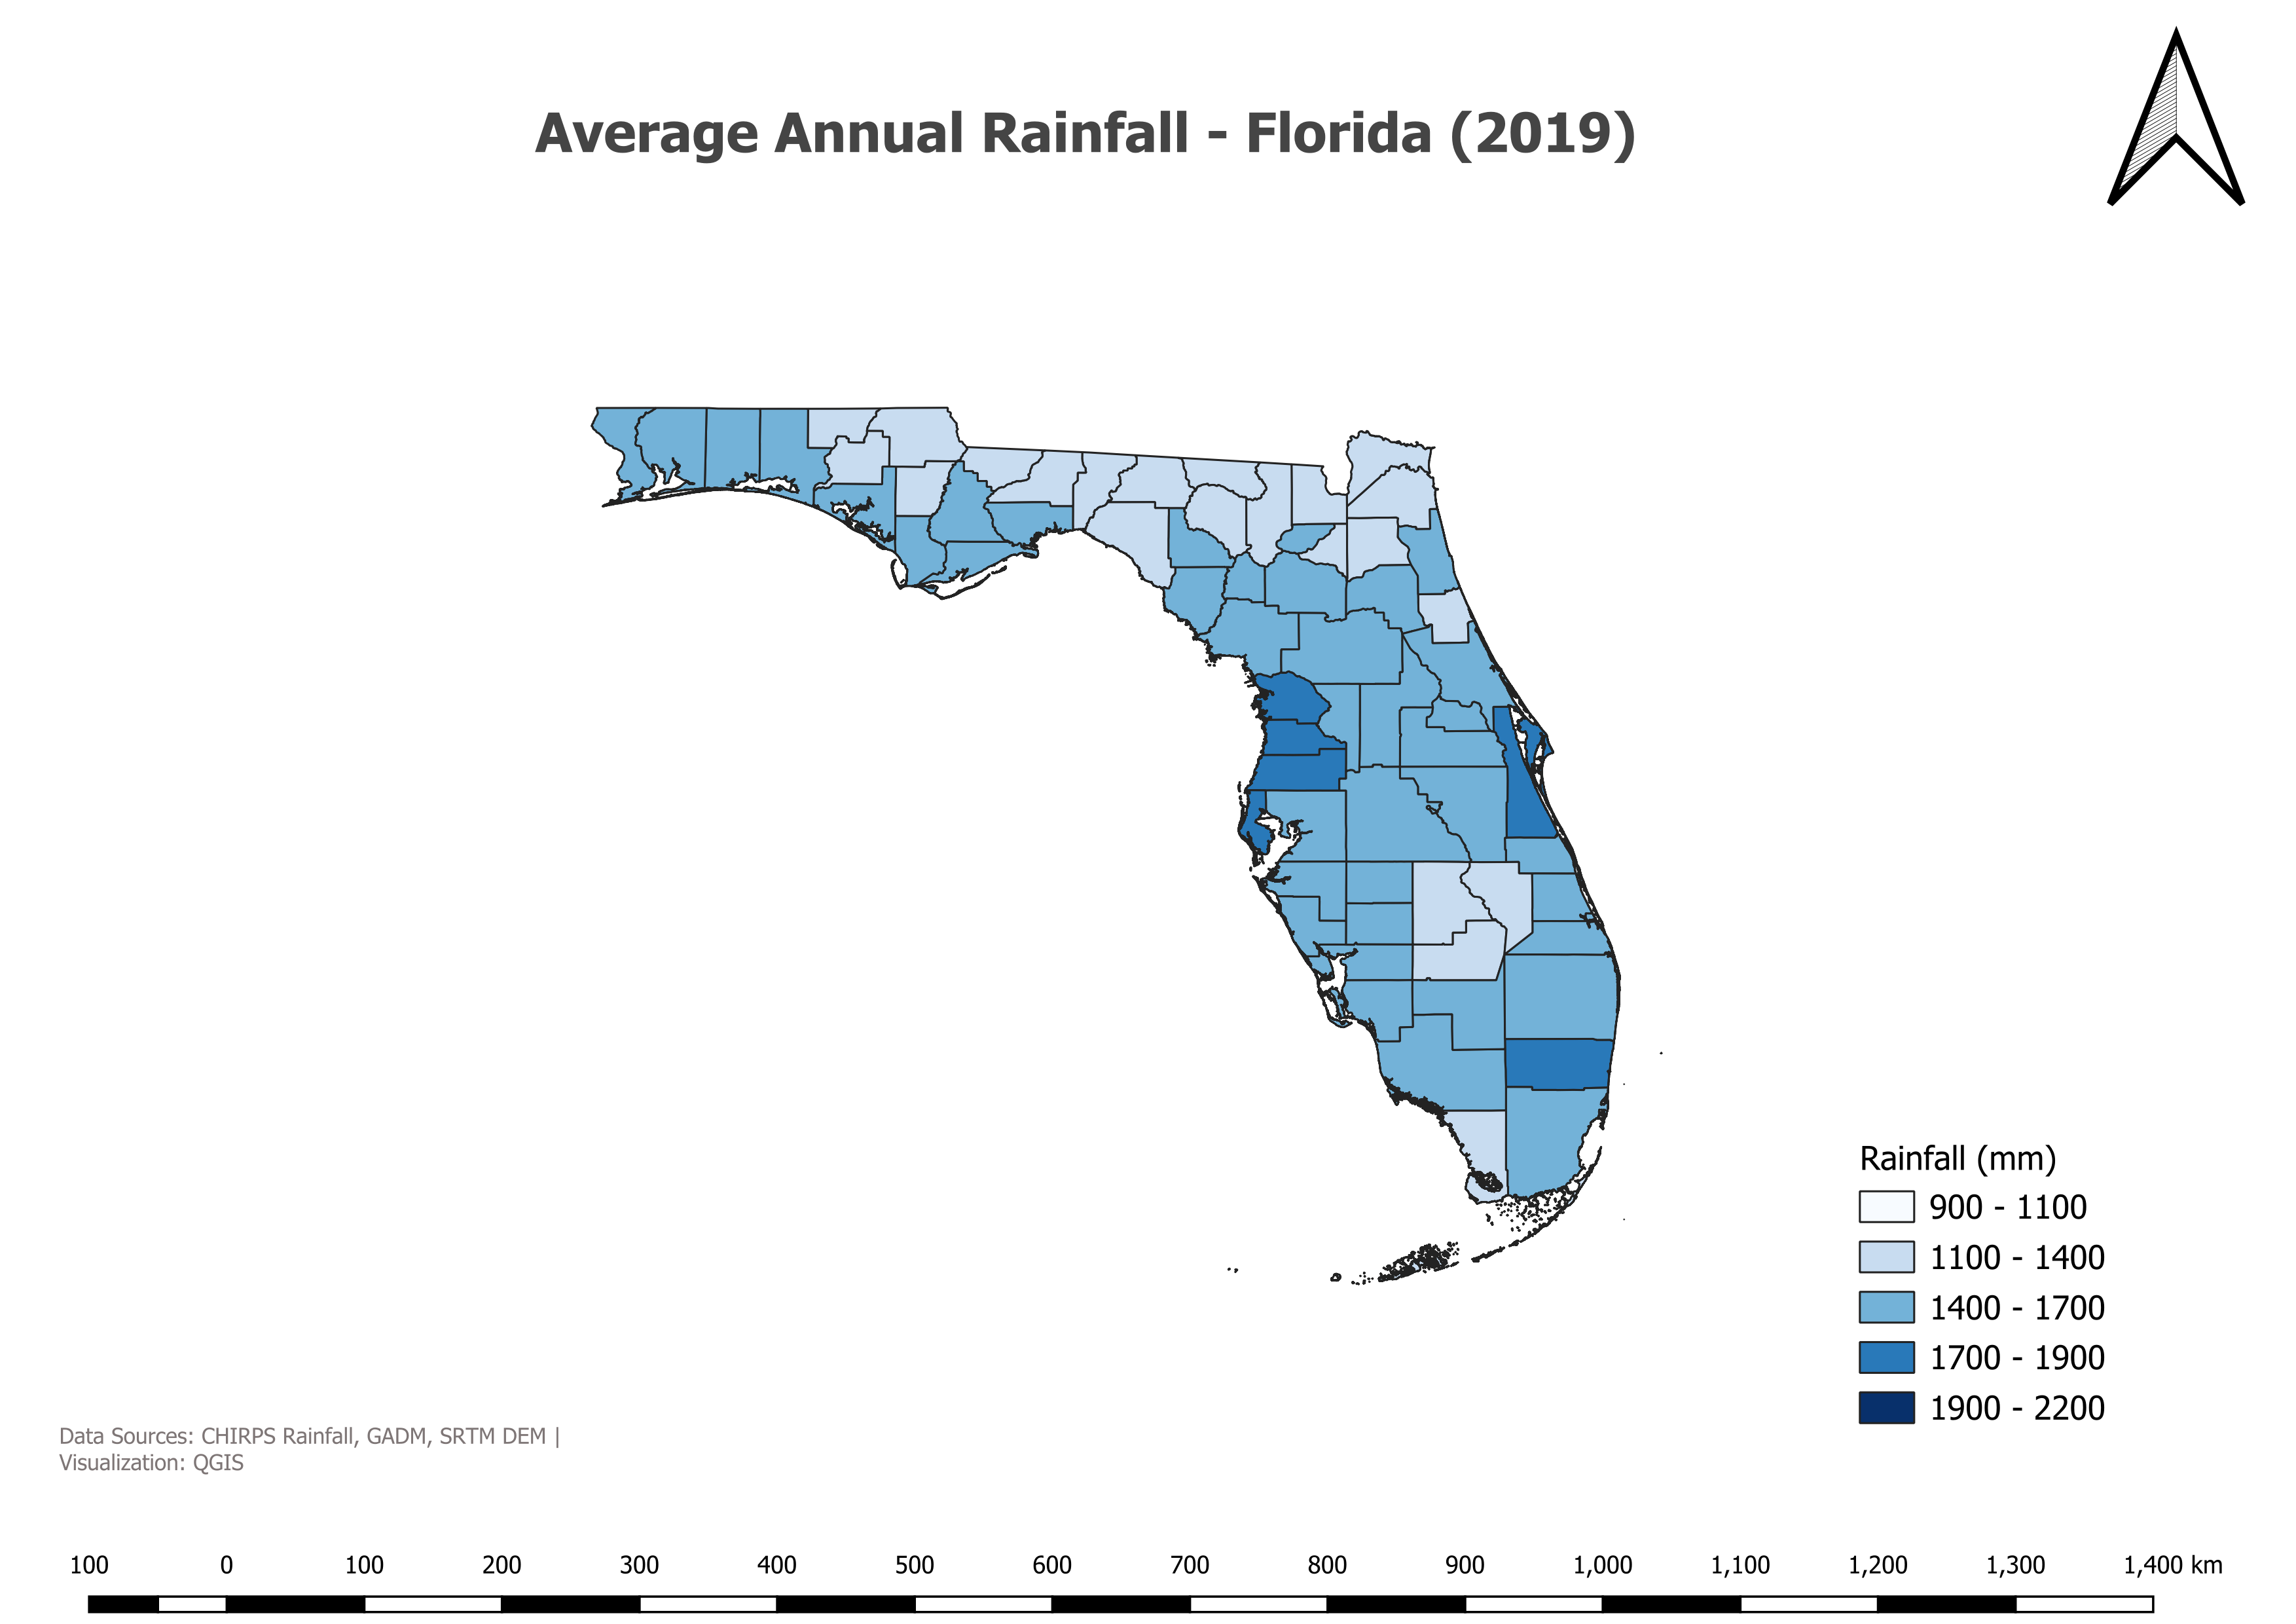 Average Annual Rainfall - Florida (2019)
Rainfall (mm)
900 - 1100
1100 - 1400
1400 - 1700
1700 - 1900
1900 - 2200
Data Sources: CHIRPS Rainfall, GADM, SRTM DEM |
Visualization: QGIS
100 0 100 200 300 400 500 600 700 800 900 1,000 1,100 1,200 1,300 1,400 km